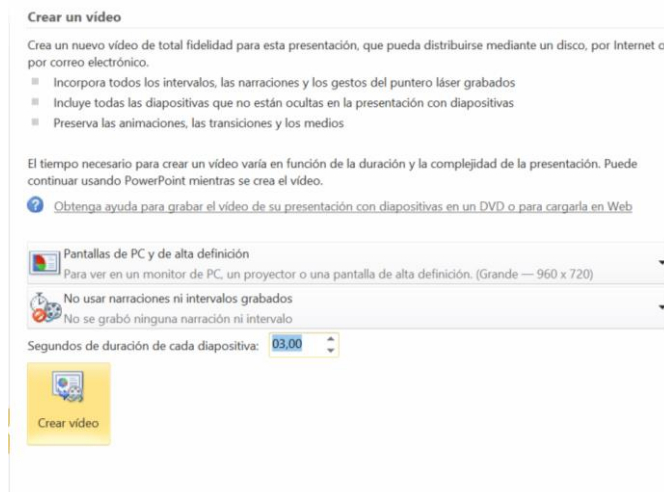 Crear un vídeo
Crea un nuevo vídeo de total fidelidad para esta presentación, que pueda distribuirse mediante un disco, por Internet o
por correo electrónico.
Incorpora todos los intervalos, las narraciones y los gestos del puntero láser grabados
Incluye todas las diapositivas que no están ocultas en la presentación con diapositivas
Preserva las animaciones, las transiciones y los medios
El tiempo necesario para crear un vídeo varía en función de la duración y la complejidad de la presentación. Puede
continuar usando PowerPoint mientras se crea el vídeo.
Obtenga ayuda para grabar el vídeo de su presentación con diapositivas en un DVD o para cargarla en Web
Pantallas de PC y de alta definición
Para ver en un monitor de PC, un proyector o una pantalla de alta definición. (Grande — 960 x 720)
No usar narraciones ni intervalos grabados
No se grabó ninguna narración ni intervalo
Segundos de duración de cada diapositiva: 03,00
Crear vídeo